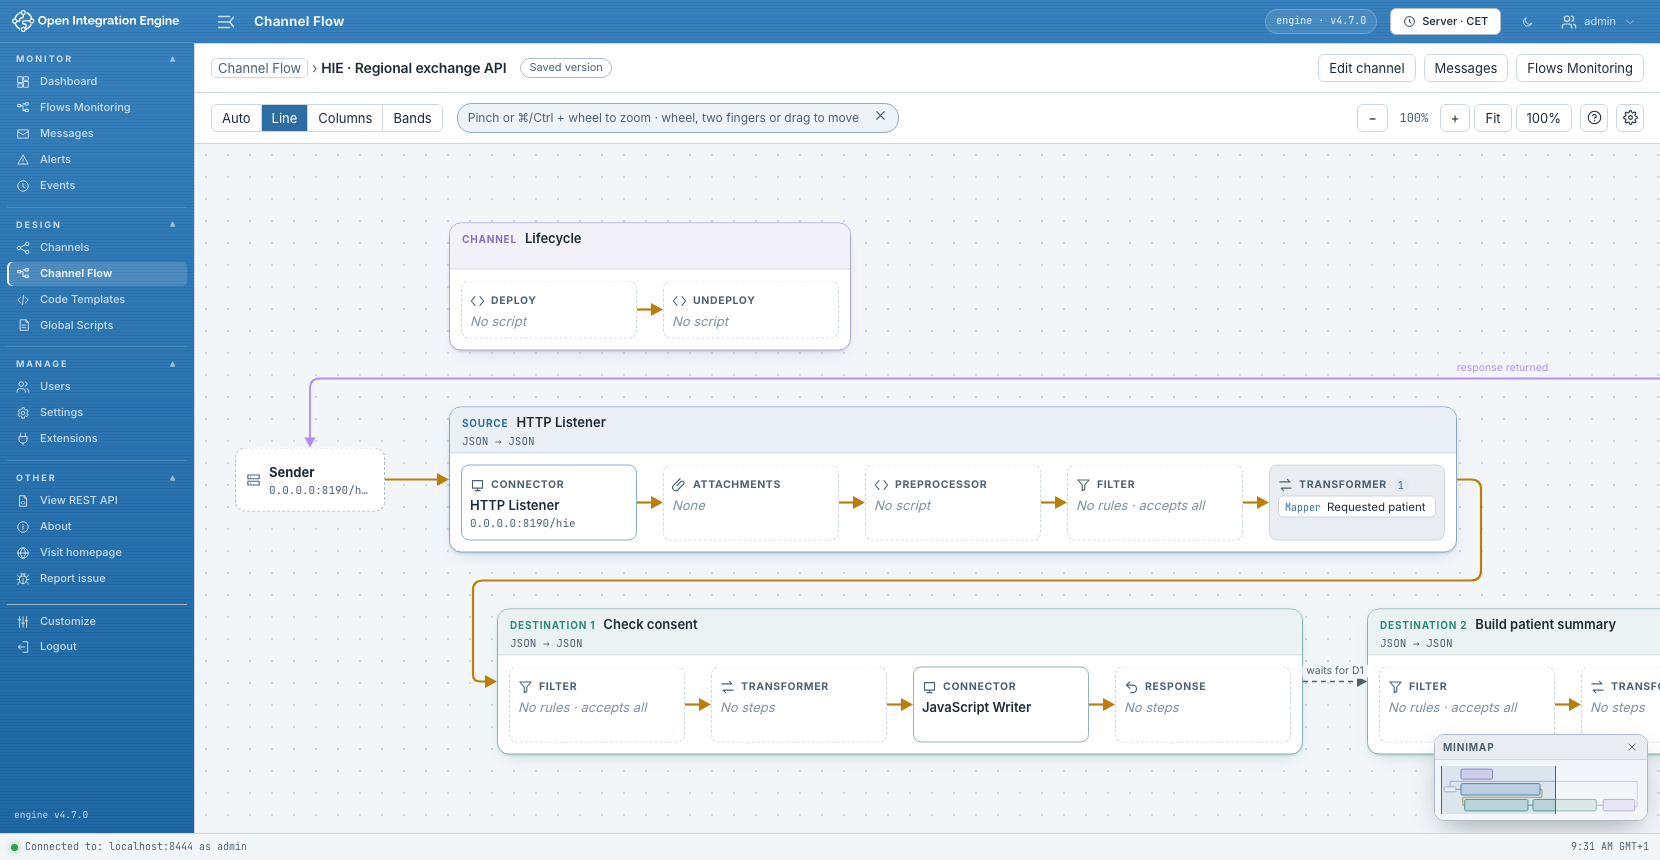 Open Integration Engine
Channel Flow
engine · v4.7.0
Server · CET
admin
MONITOR
Dashboard
Flows Monitoring
Messages
Alerts
Events
DESIGN
Channels
Channel Flow
Code Templates
Global Scripts
MANAGE
Users
Settings
Extensions
OTHER
View REST API
About
Visit homepage
Report issue
Customize
Logout
engine v4.7.0
Channel Flow › HIE · Regional exchange API
Saved version
Edit channel
Messages
Flows Monitoring
Auto
Line
Columns
Bands
Pinch or ⌘/Ctrl + wheel to zoom · wheel, two fingers or drag to move
−
100%
+
Fit
100%
CHANNEL Lifecycle
DEPLOY
No script
UNDEPLOY
No script
response returned
Sender
0.0.0.0:8190/h…
SOURCE HTTP Listener
JSON → JSON
CONNECTOR
HTTP Listener
0.0.0.0:8190/hie
ATTACHMENTS
None
PREPROCESSOR
No script
FILTER
No rules · accepts all
TRANSFORMER 1
Mapper Requested patient
DESTINATION 1 Check consent
JSON → JSON
FILTER
No rules · accepts all
TRANSFORMER
No steps
CONNECTOR
JavaScript Writer
RESPONSE
No steps
waits for D1
DESTINATION 2 Build patient summary
JSON → JSON
FILTER
No rules · accepts all
TRANSFO
No steps
MINIMAP
Connected to: localhost:8444 as admin
9:31 AM GMT+1